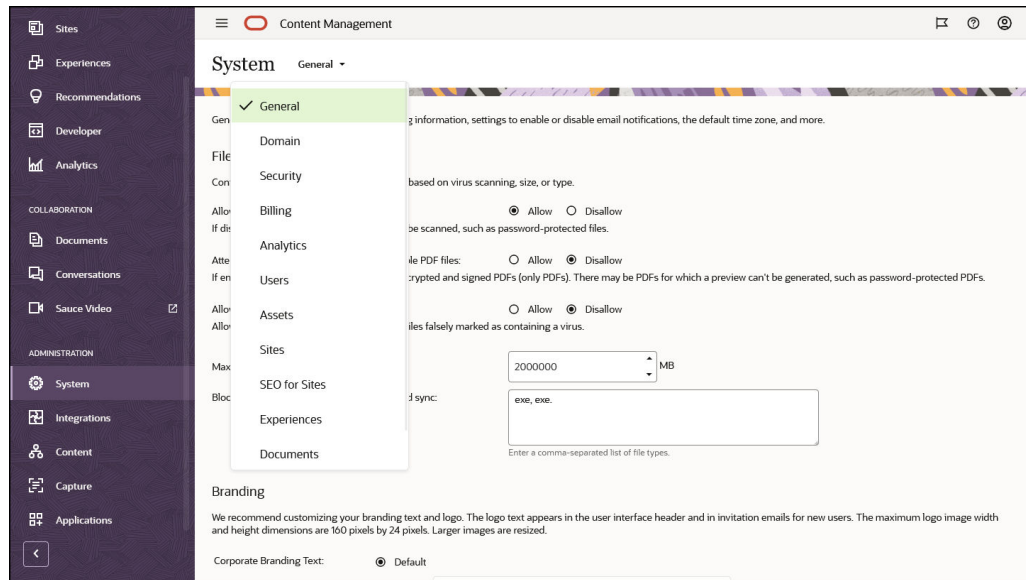 Sites
Experiences
Recommendations
Developer
Analytics
COLLABORATION
Documents
Conversations
Sauce Video
ADMINISTRATION
System
Integrations
Content
Capture
Applications
Content Management
System General
General
Domain
Security
Billing
Analytics
Users
Assets
Sites
SEO for Sites
Experiences
Documents
Gen g information, settings to enable or disable email notifications, the default time zone, and more.
File
Con based on virus scanning, size, or type.
Allo Allow Disallow
If dis be scanned, such as password-protected files.
Atte le PDF files: Allow Disallow
If en crypted and signed PDFs (only PDFs). There may be PDFs for which a preview can't be generated, such as password-protected PDFs.
Allo Allow Disallow
Allo iles falsely marked as containing a virus.
Max 2000000 MB
Bloc d sync: exe, exe.
Enter a comma-separated list of file types.
Branding
We recommend customizing your branding text and logo. The logo text appears in the user interface header and in invitation emails for new users. The maximum logo image width
and height dimensions are 160 pixels by 24 pixels. Larger images are resized.
Corporate Branding Text: Default